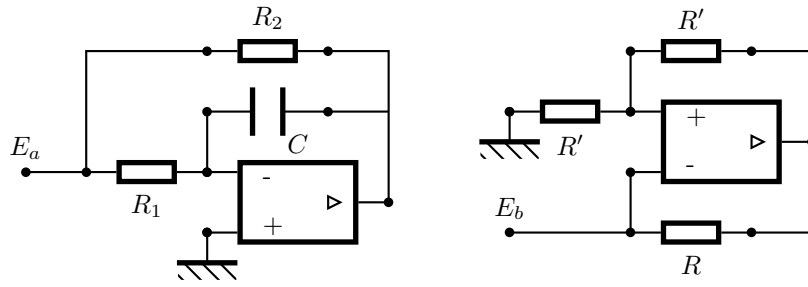 R₂
C
Eₐ
R₁
-
+
R'
R'
+
-
E_b
R